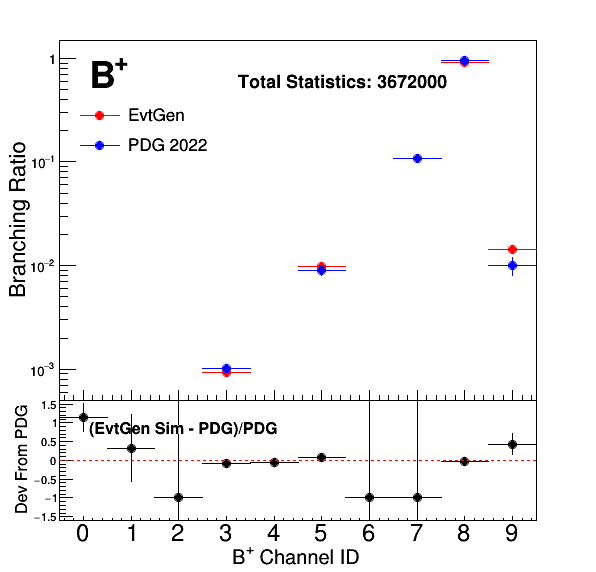 B+
Total Statistics: 3672000
EvtGen
PDG 2022
Branching Ratio
1
10−1
10−2
10−3
(EvtGen Sim - PDG)/PDG
Dev From PDG
1.5
1
0.5
0
−0.5
−1
−1.5
0 1 2 3 4 5 6 7 8 9
B+ Channel ID